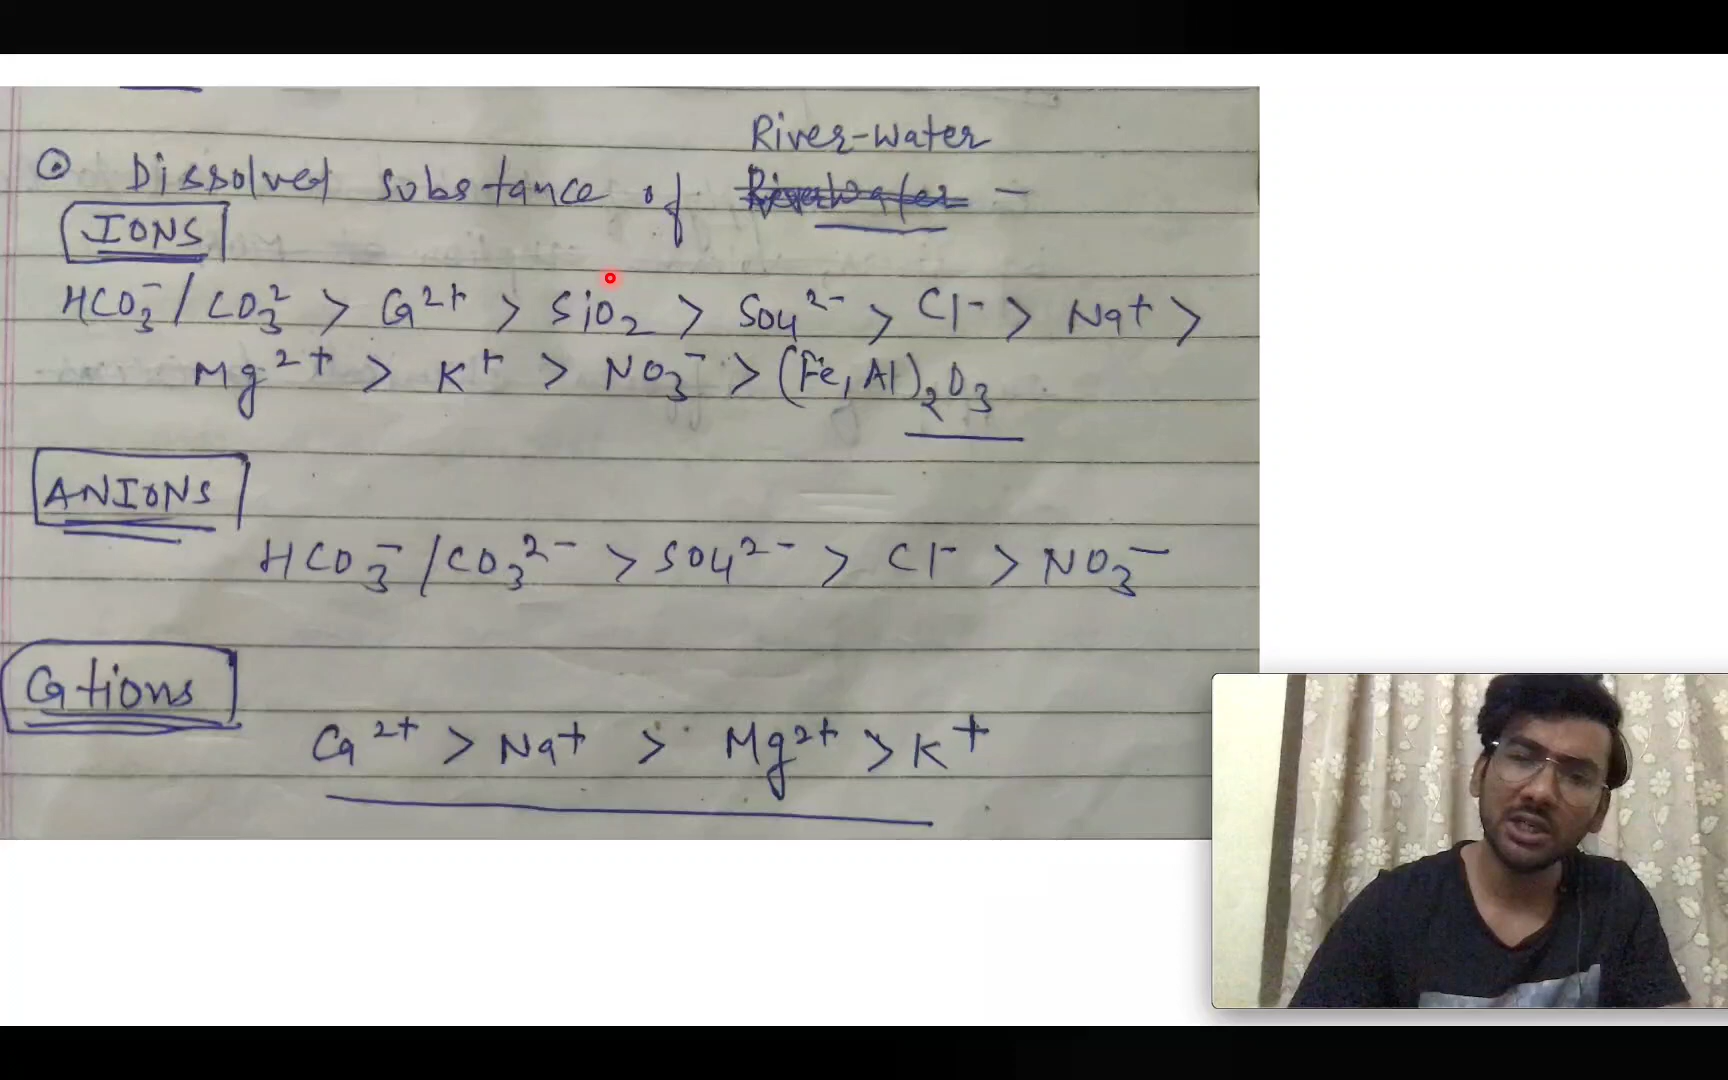 River-Water
⊙ Dissolved substance of –
IONS
HCO₃⁻ / CO₃² > Ca²⁺ > SiO₂ > SO₄²⁻ > Cl⁻ > Na⁺ >
Mg²⁺ > K⁺ > NO₃⁻ > (Fe, Al)₂O₃
ANIONS
HCO₃⁻ / CO₃²⁻ > SO₄²⁻ > Cl⁻ > NO₃⁻
Cations
Ca²⁺ > Na⁺ > Mg²⁺ > K⁺